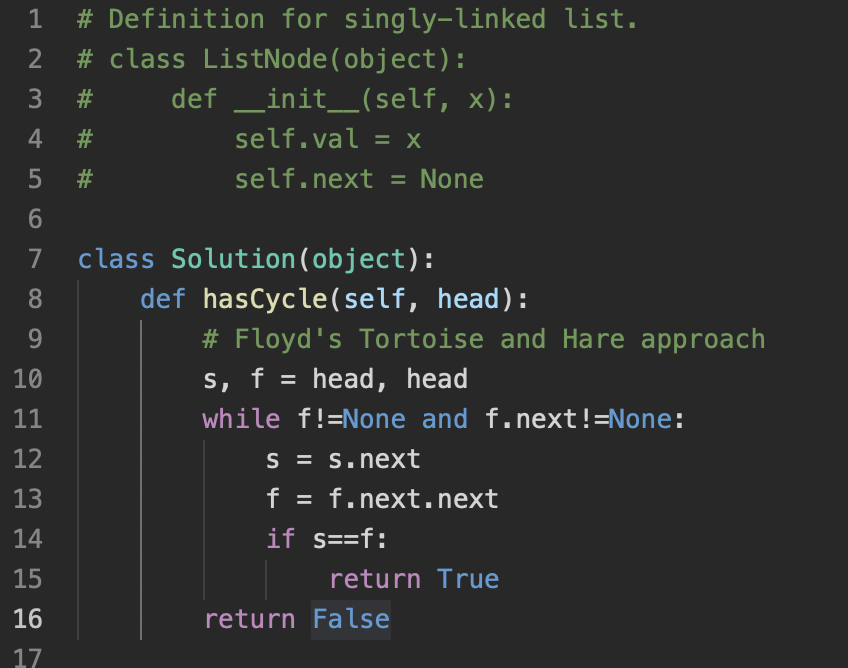 1 # Definition for singly-linked list.
2 # class ListNode(object):
3 #     def __init__(self, x):
4 #         self.val = x
5 #         self.next = None
6
7 class Solution(object):
8     def hasCycle(self, head):
9         # Floyd's Tortoise and Hare approach
10         s, f = head, head
11         while f!=None and f.next!=None:
12             s = s.next
13             f = f.next.next
14             if s==f:
15                 return True
16         return False
17